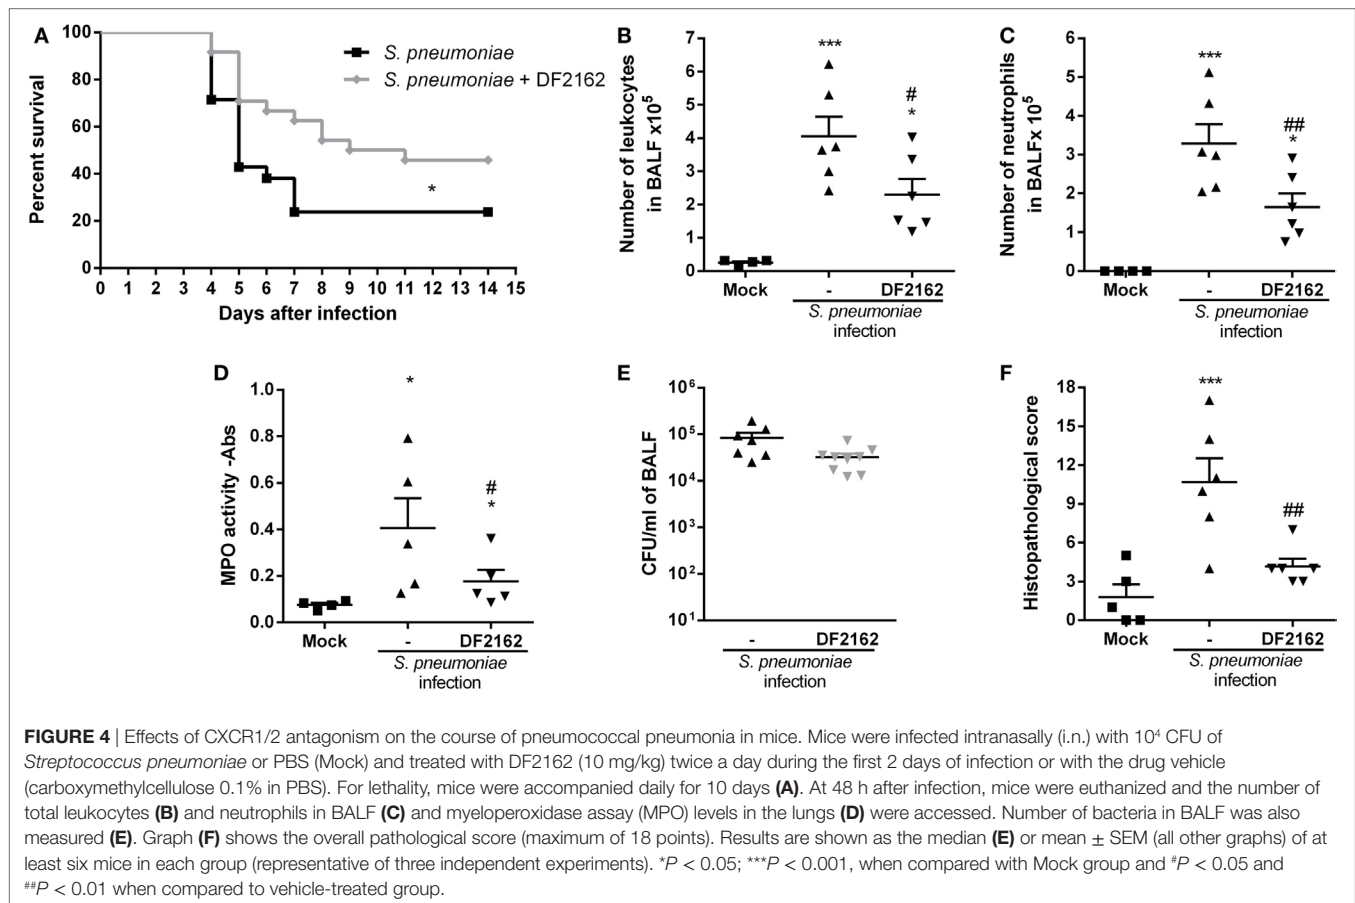 A
Percent survival
100
80
60
40
20
0
0 1 2 3 4 5 6 7 8 9 10 11 12 13 14 15
Days after infection
S. pneumoniae
S. pneumoniae + DF2162
*
B
Number of leukocytes
in BALF x10⁵
7
6
5
4
3
2
1
0
***
#
*
Mock - DF2162
S. pneumoniae
infection
C
Number of neutrophils
in BALFx 10⁵
6
5
4
3
2
1
0
***
##
*
Mock - DF2162
S. pneumoniae
infection
D
MPO activity -Abs
1.0
0.8
0.6
0.4
0.2
0.0
*
#
*
Mock - DF2162
S. pneumoniae
infection
E
CFU/ml of BALF
10⁶
10⁵
10⁴
10³
10²
10¹
- DF2162
S. pneumoniae
infection
F
Histopathological score
18
15
12
9
6
3
0
***
##
Mock - DF2162
S. pneumoniae
infection
FIGURE 4 | Effects of CXCR1/2 antagonism on the course of pneumococcal pneumonia in mice. Mice were infected intranasally (i.n.) with 10⁴ CFU of
Streptococcus pneumoniae or PBS (Mock) and treated with DF2162 (10 mg/kg) twice a day during the first 2 days of infection or with the drug vehicle
(carboxymethylcellulose 0.1% in PBS). For lethality, mice were accompanied daily for 10 days (A). At 48 h after infection, mice were euthanized and the number of
total leukocytes (B) and neutrophils in BALF (C) and myeloperoxidase assay (MPO) levels in the lungs (D) were accessed. Number of bacteria in BALF was also
measured (E). Graph (F) shows the overall pathological score (maximum of 18 points). Results are shown as the median (E) or mean ± SEM (all other graphs) of at
least six mice in each group (representative of three independent experiments). *P < 0.05; ***P < 0.001, when compared with Mock group and #P < 0.05 and
##P < 0.01 when compared to vehicle-treated group.